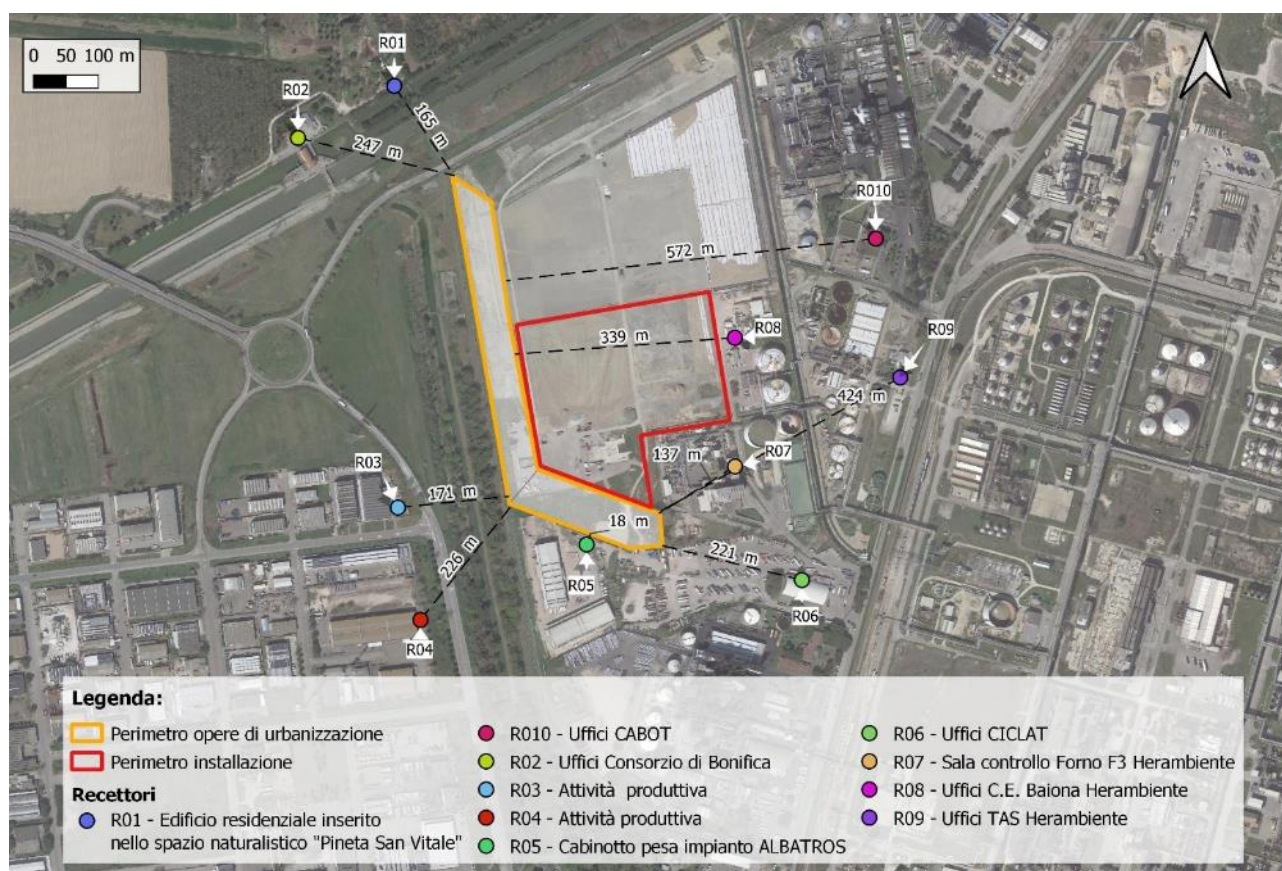 0 50 100 m
R01
R02
165 m
247 m
R010
572 m
339 m
R08
R09
424 m
137 m
R07
R03
171 m
18 m
226 m
221 m
R05
R06
R04
Legenda:
Perimetro opere di urbanizzazione
Perimetro installazione
Recettori
R01 - Edificio residenziale inserito
nello spazio naturalistico "Pineta San Vitale"
R010 - Uffici CABOT
R02 - Uffici Consorzio di Bonifica
R03 - Attività produttiva
R04 - Attività produttiva
R05 - Cabinotto pesa impianto ALBATROS
R06 - Uffici CICLAT
R07 - Sala controllo Forno F3 Herambiente
R08 - Uffici C.E. Baiona Herambiente
R09 - Uffici TAS Herambiente